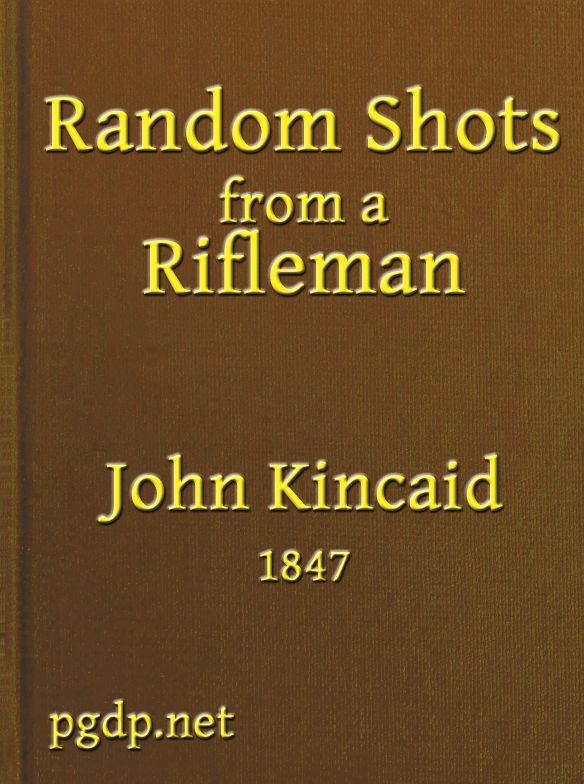 Random Shots
from a
Rifleman
John Kincaid
1847
pgdp.net